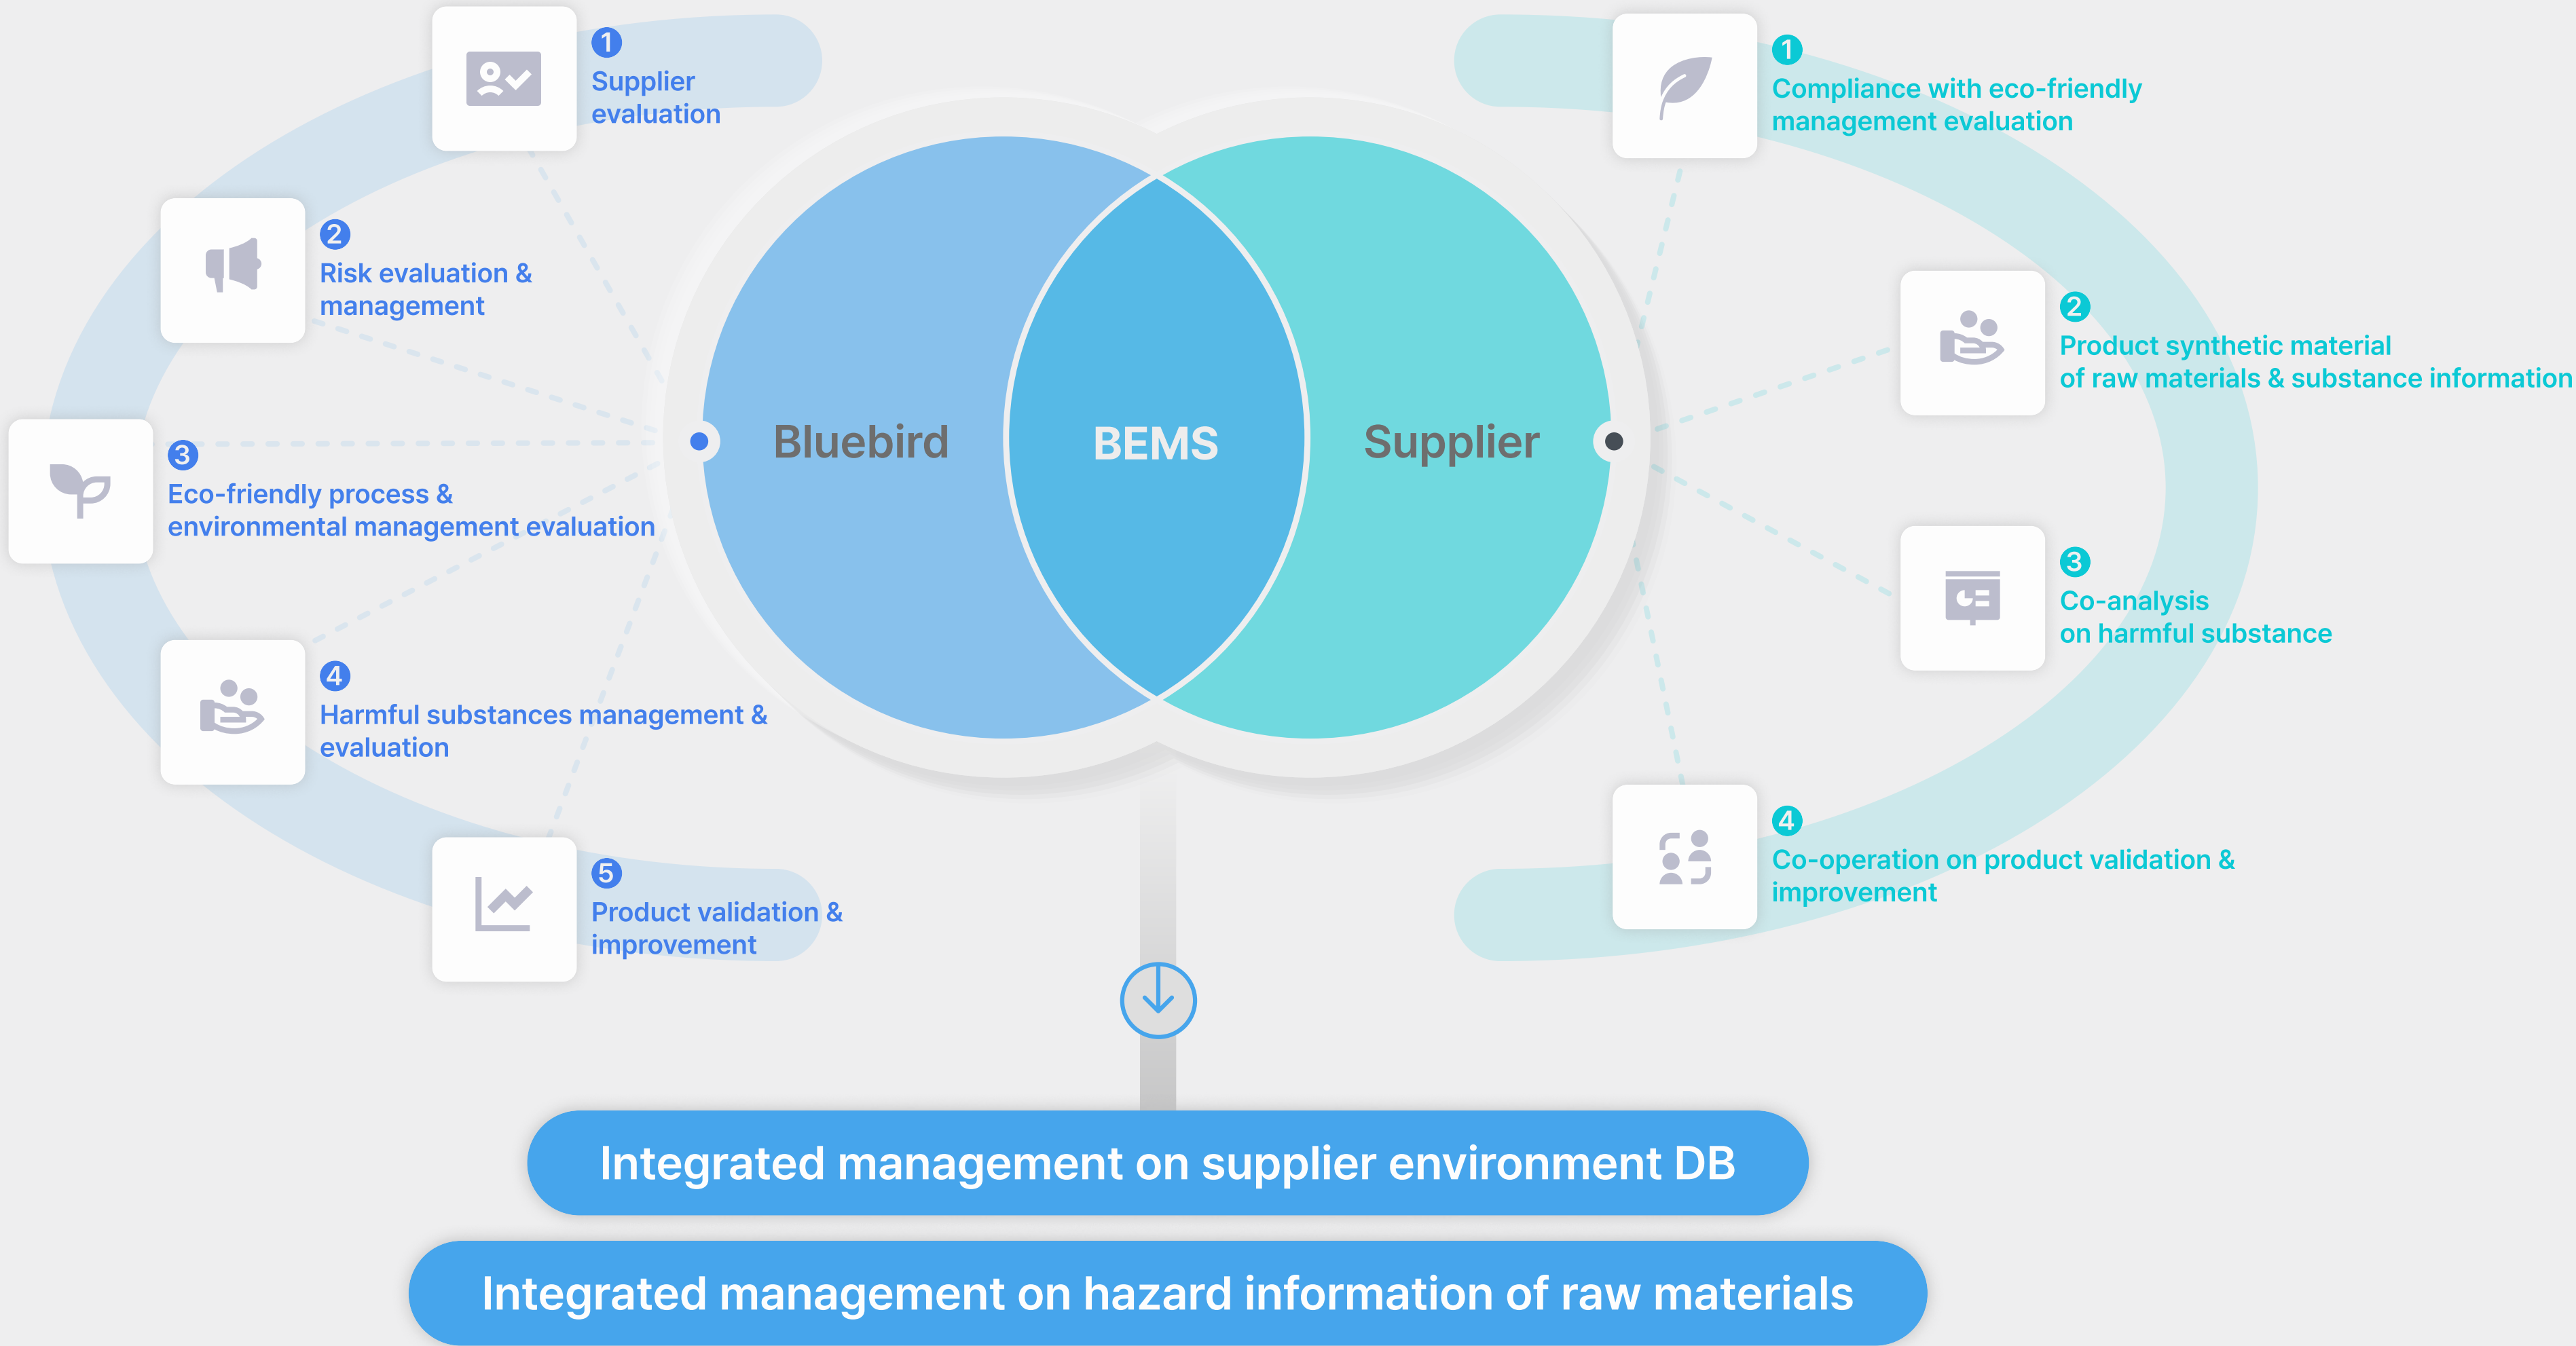 1
Supplier
evaluation
2
Risk evaluation &
management
3
Eco-friendly process &
environmental management evaluation
4
Harmful substances management &
evaluation
5
Product validation &
improvement
Bluebird
BEMS
Supplier
1
Compliance with eco-friendly
management evaluation
2
Product synthetic material
of raw materials & substance information
3
Co-analysis
on harmful substance
4
Co-operation on product validation &
improvement
Integrated management on supplier environment DB
Integrated management on hazard information of raw materials